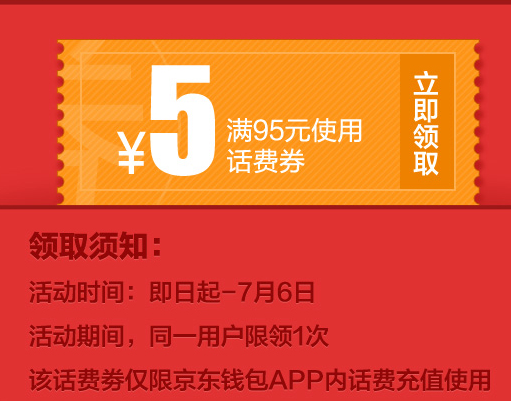 ¥5
满95元使用
话费券
立即领取
领取须知：
活动时间：即日起-7月6日
活动期间，同一用户限领1次
该话费券仅限京东钱包APP内话费充值使用